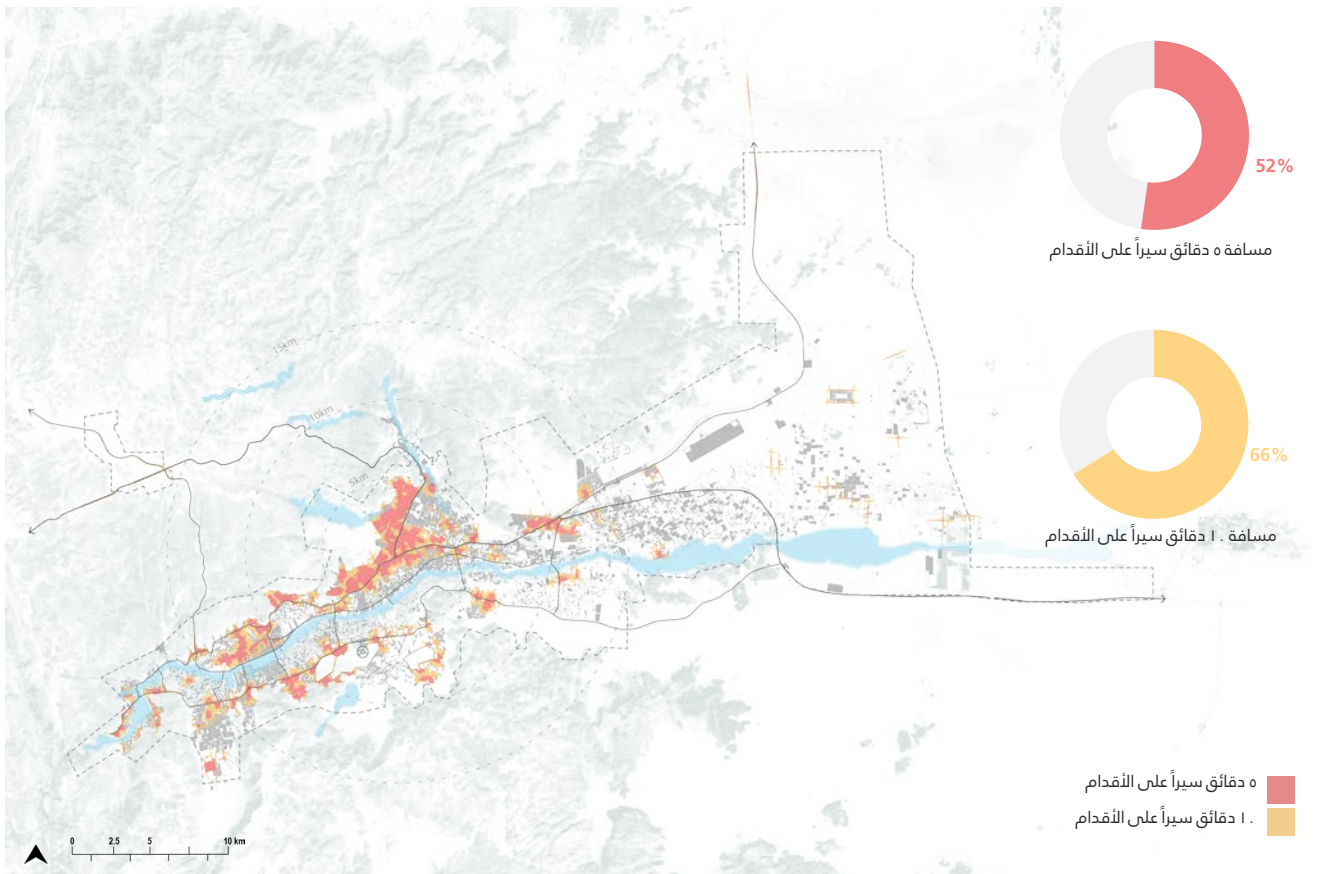 52%
مسافة ٥ دقائق سيراً على الأقدام
66%
مسافة ١٠ دقائق سيراً على الأقدام
15km
10km
5km
٥ دقائق سيراً على الأقدام
١٠ دقائق سيراً على الأقدام
0 2.5 5 10 km